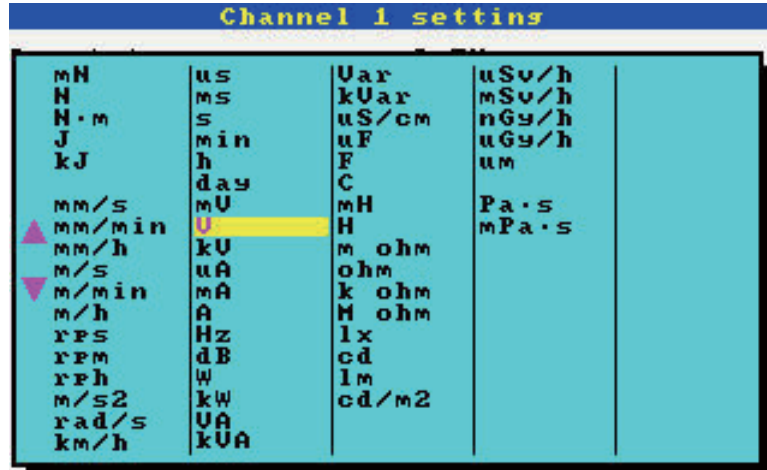 Channel 1 setting
mN
N
N·m
J
kJ
mm/s
mm/min
mm/h
m/s
m/min
m/h
rps
rpm
rph
m/s2
rad/s
km/h
us
ms
s
min
h
day
mV
V
kV
uA
mA
A
Hz
dB
W
kW
VA
kVA
Var
kVar
uS/cm
uF
F
C
mH
H
m ohm
ohm
k ohm
M ohm
lx
cd
lm
cd/m2
uSv/h
mSv/h
nGy/h
uGy/h
um
Pa·s
mPa·s